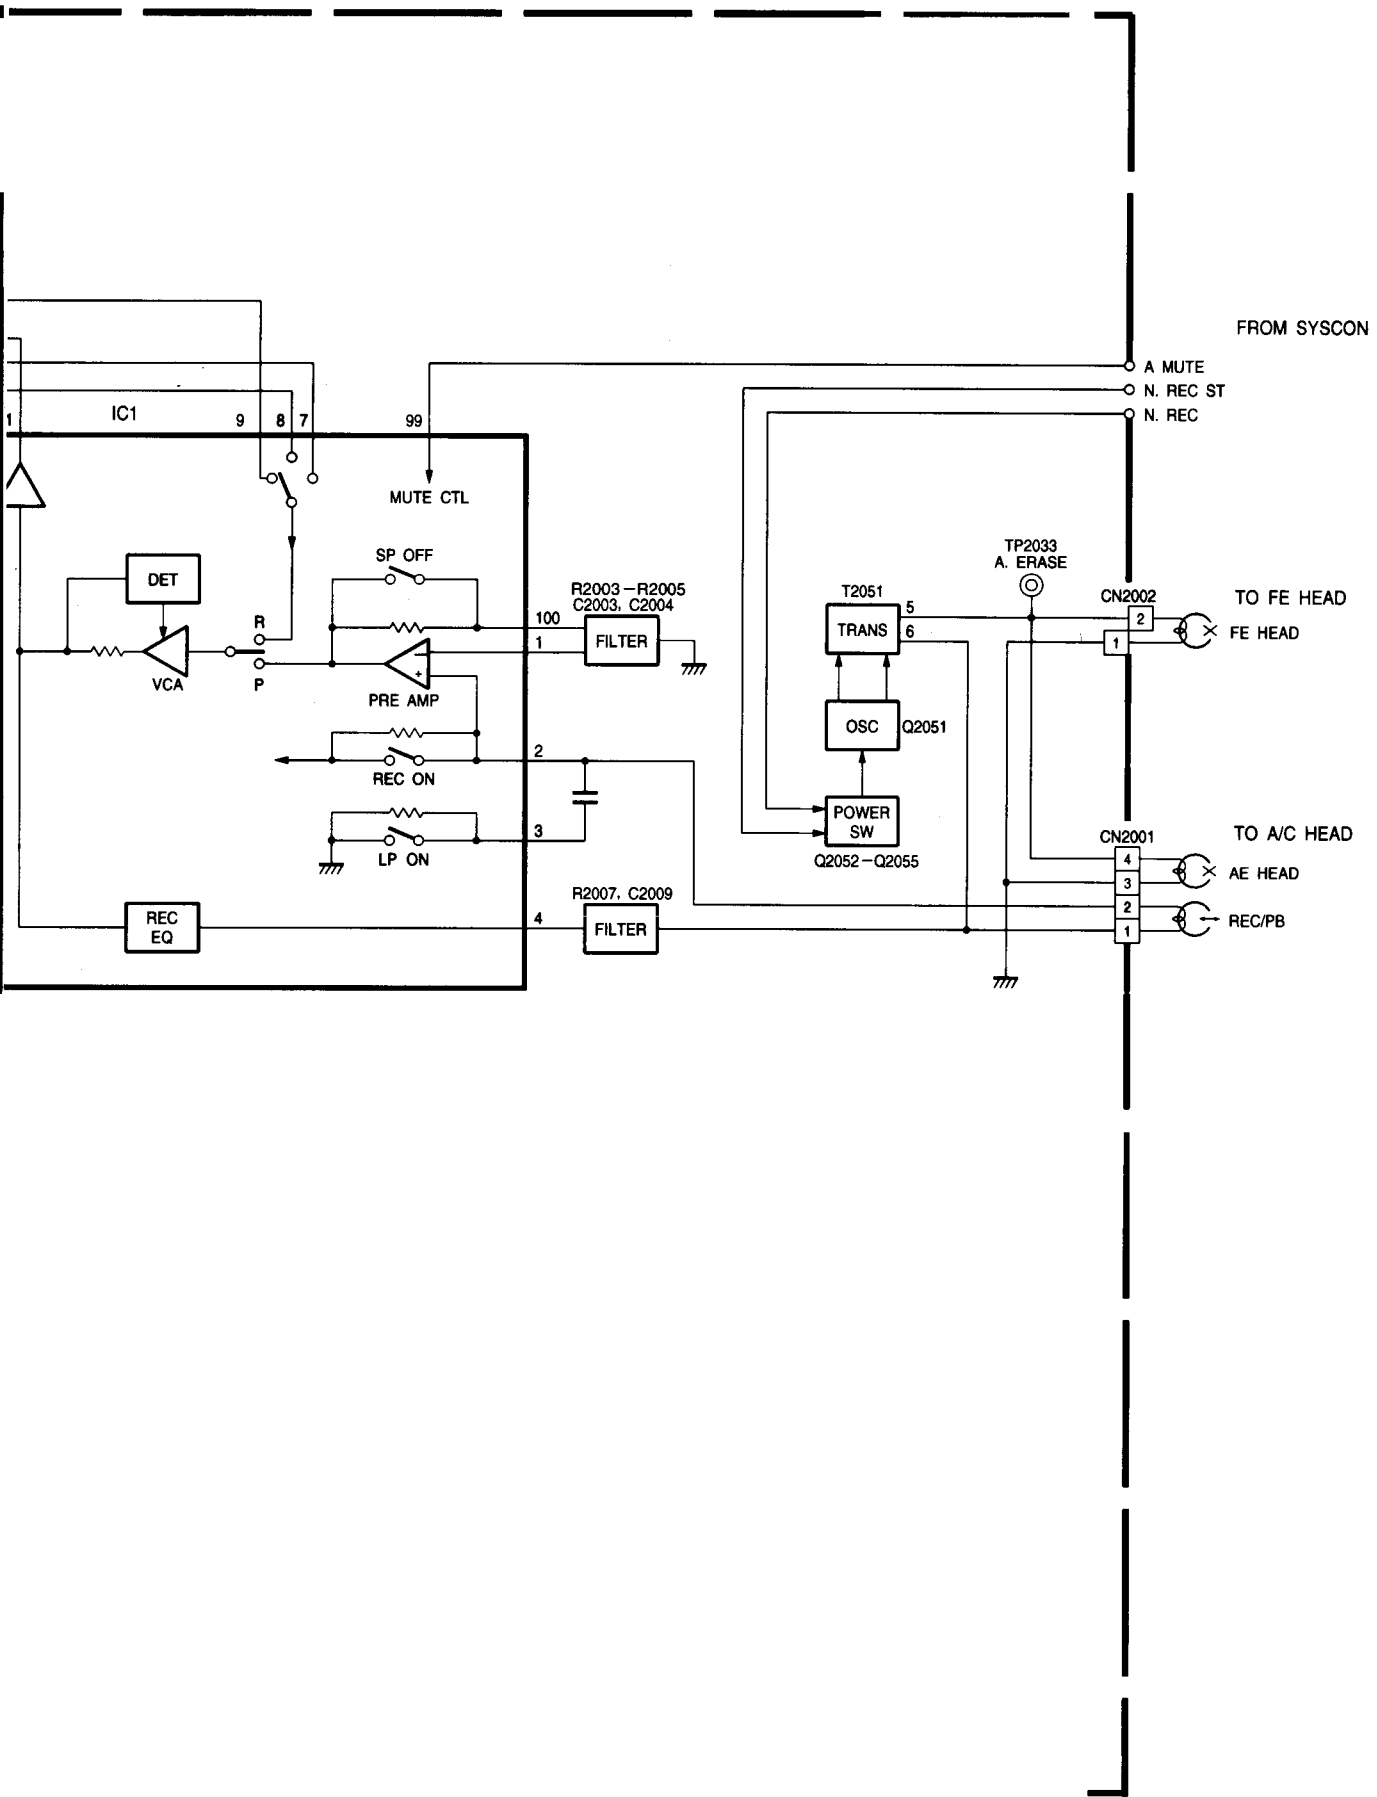 FROM SYSCON
A MUTE
N. REC ST
N. REC
1
IC1
9
8
7
99
MUTE CTL
SP OFF
DET
R
P
VCA
PRE AMP
-
+
100
1
R2003-R2005
C2003, C2004
FILTER
REC ON
2
LP ON
3
REC
EQ
4
R2007, C2009
FILTER
T2051
TRANS
5
6
OSC
Q2051
POWER
SW
Q2052-Q2055
TP2033
A. ERASE
CN2002
2
1
TO FE HEAD
FE HEAD
CN2001
4
3
2
1
TO A/C HEAD
AE HEAD
REC/PB